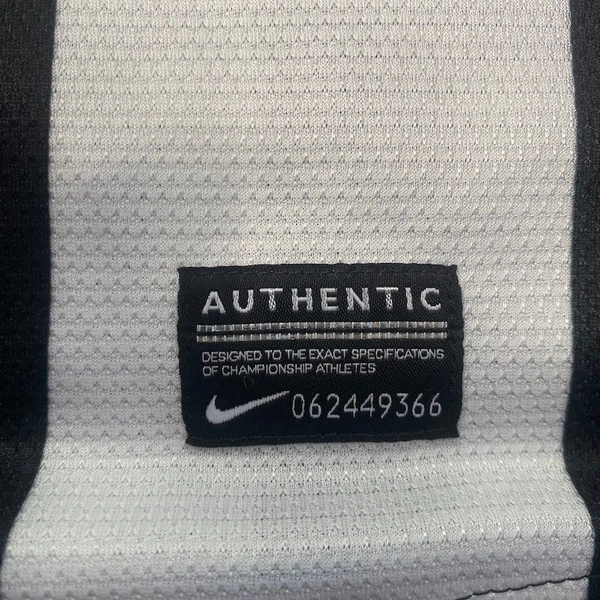 AUTHENTIC
DESIGNED TO THE EXACT SPECIFICATIONS
OF CHAMPIONSHIP ATHLETES
062449366